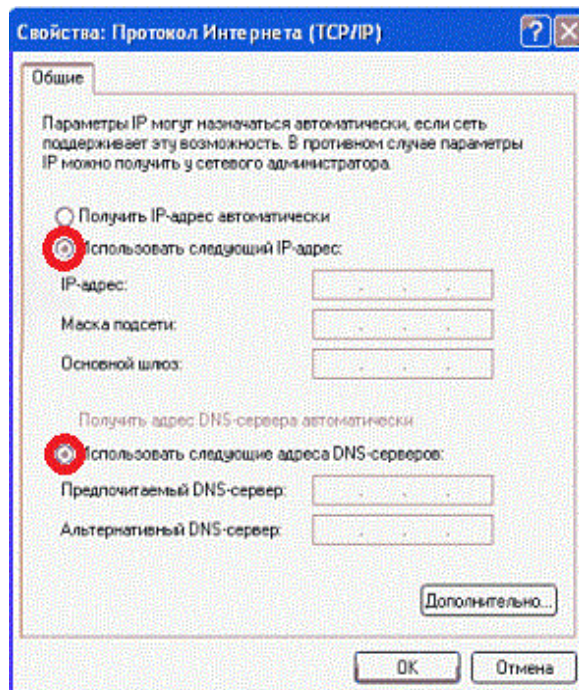 Свойства: Протокол Интернета (TCP/IP)
Общие
Параметры IP могут назначаться автоматически, если сеть
поддерживает эту возможность. В противном случае параметры
IP можно получить у сетевого администратора.
Получить IP-адрес автоматически
Использовать следующий IP-адрес:
IP-адрес:
Маска подсети:
Основной шлюз:
Получить адрес DNS-сервера автоматически
Использовать следующие адреса DNS-серверов:
Предпочитаемый DNS-сервер:
Альтернативный DNS-сервер:
Дополнительно...
OK
Отмена